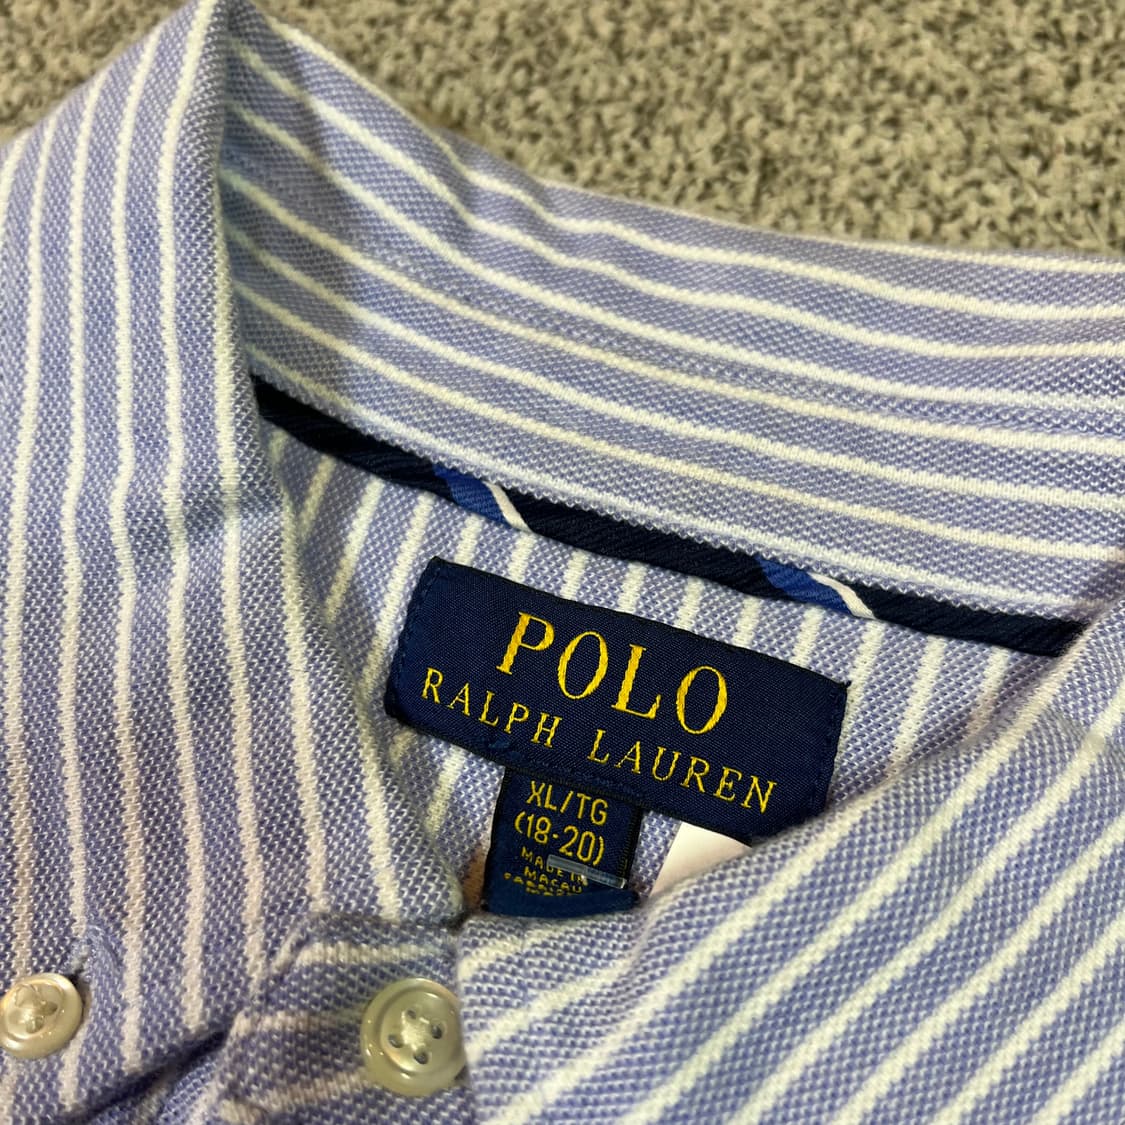 POLO
RALPH LAUREN
XL/TG
(18-20)
MADE IN
MACAU